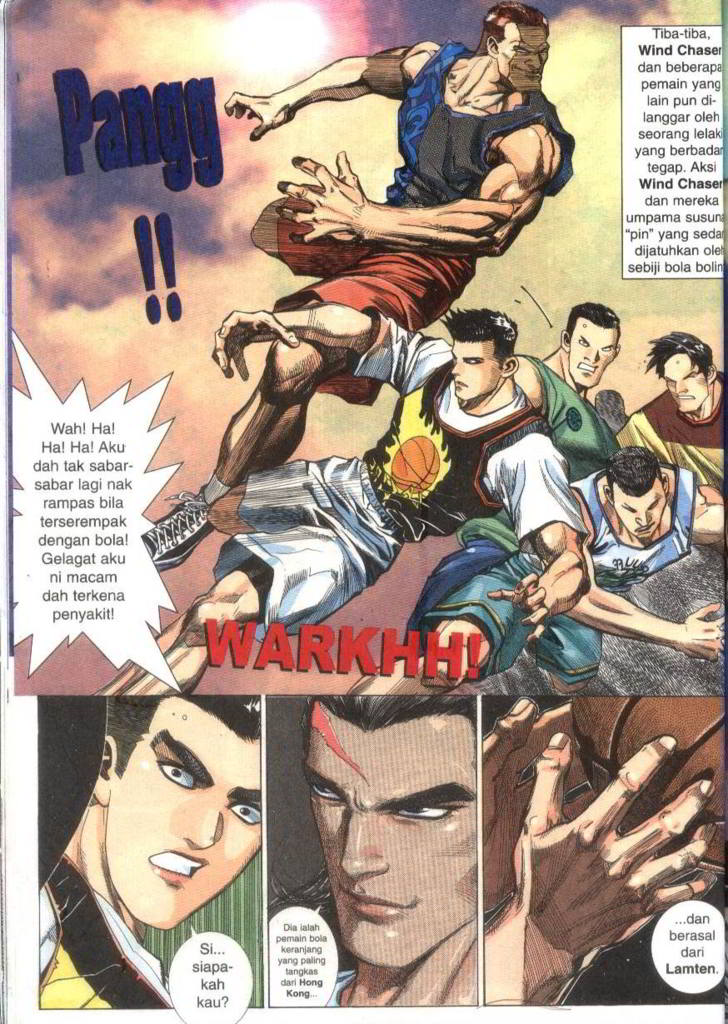 Pangg
!!
Tiba-tiba,
Wind Chaser
dan beberapa
pemain yang
lain pun di-
langgar oleh
seorang lelaki
yang berbadan
tegap. Aksi
Wind Chaser
dan mereka
umpama susunan
"pin" yang sedang
dijatuhkan oleh
sebiji bola boling
Wah! Ha!
Ha! Ha! Aku
dah tak sabar-
sabar lagi nak
rampas bila
terserempak
dengan bola!
Gelagat aku
ni macam
dah terkena
penyakit!
WARKHH!
Si...
siapa-
kah
kau?
Dia ialah
pemain bola
keranjang
yang paling
tangkas
dari Hong
Kong...
...dan
berasal
dari
Lamten.